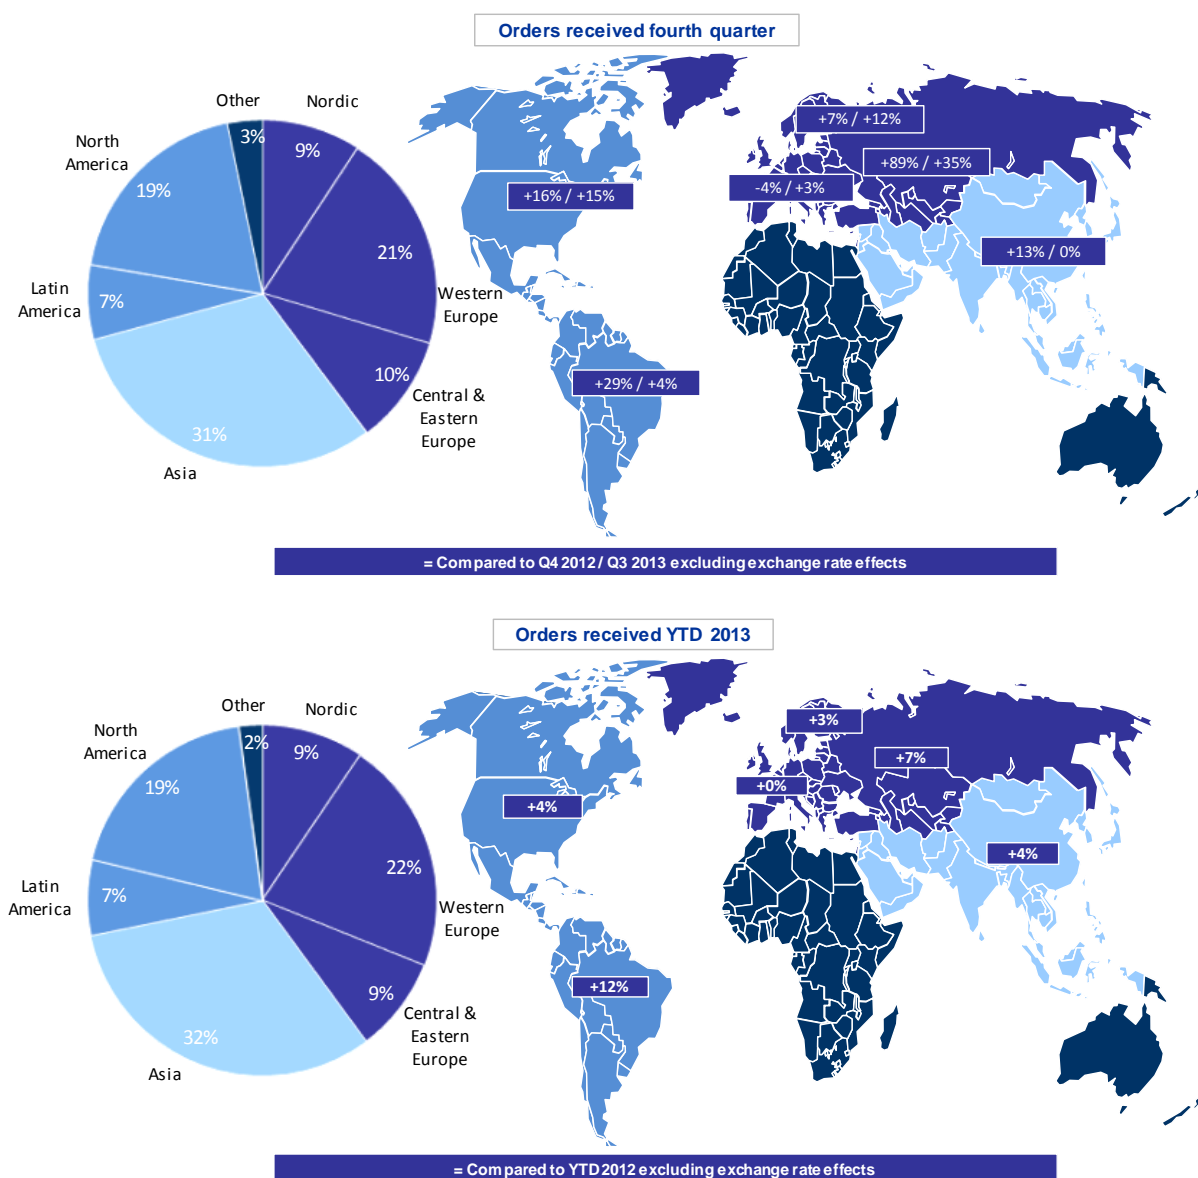 Orders received fourth quarter
Other
Nordic
North
America
3%
9%
19%
21%
Latin
America
7%
Western
Europe
10%
Central &
Eastern
Europe
31%
Asia
+7% / +12%
+89% / +35%
-4% / +3%
+16% / +15%
+13% / 0%
+29% / +4%
= Compared to Q4 2012 / Q3 2013 excluding exchange rate effects
Orders received YTD 2013
Other
Nordic
North
America
2%
9%
19%
22%
Latin
America
7%
Western
Europe
9%
Central &
Eastern
Europe
32%
Asia
+3%
+7%
+0%
+4%
+4%
+12%
= Compared to YTD 2012 excluding exchange rate effects